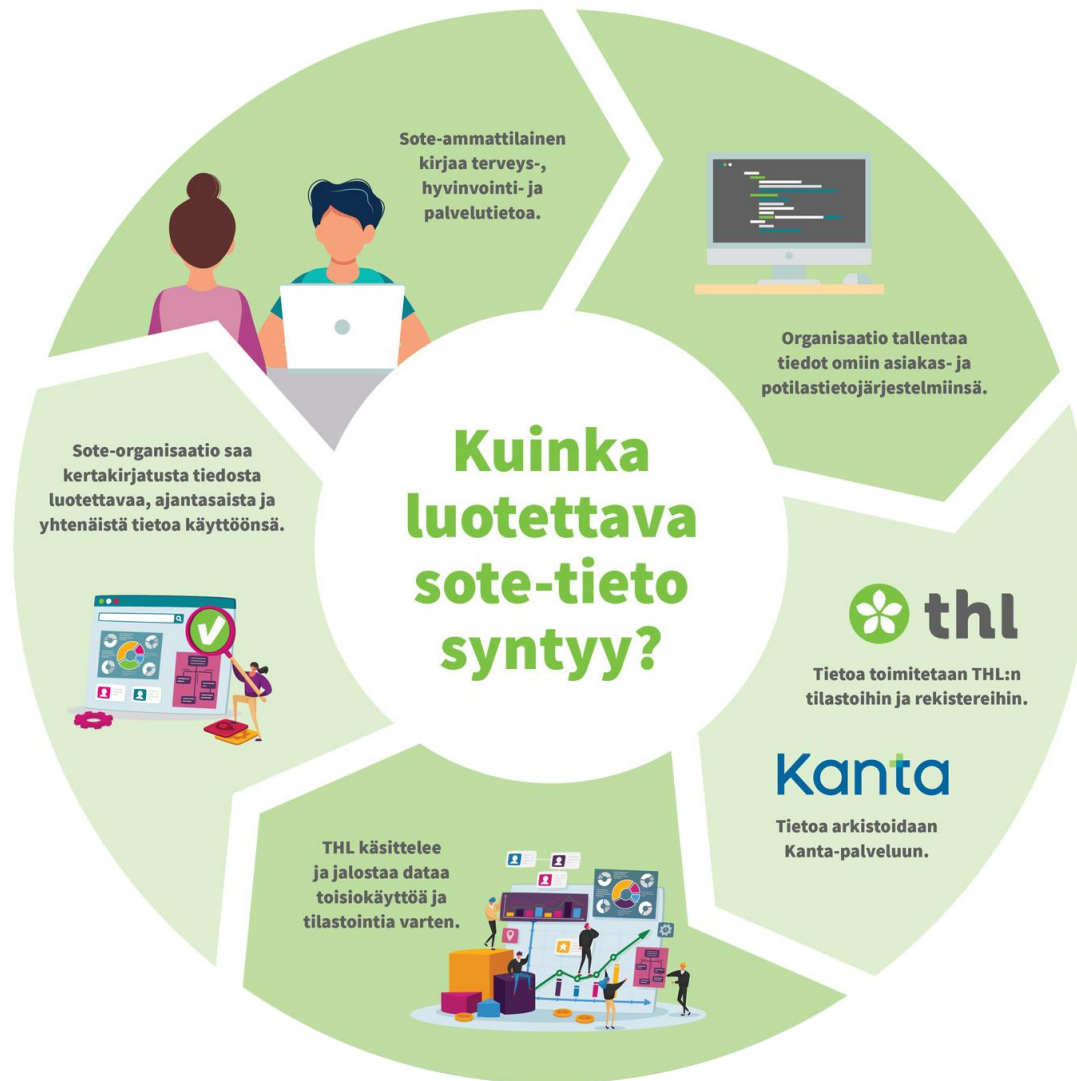 Kuinka
luotettava
sote-tieto
syntyy?
Sote-ammattilainen
kirjaa terveys-,
hyvinvointi- ja
palvelutietoa.
Organisaatio tallentaa
tiedot omiin asiakas- ja
potilastietojärjestelmiinsä.
thl
Tietoa toimitetaan THL:n
tilastoihin ja rekistereihin.
Kanta
Tietoa arkistoidaan
Kanta-palveluun.
THL käsittelee
ja jalostaa dataa
toisiokäyttöä ja
tilastointia varten.
Sote-organisaatio saa
kertakirjatusta tiedosta
luotettavaa, ajantasaista ja
yhtenäistä tietoa käyttöönsä.